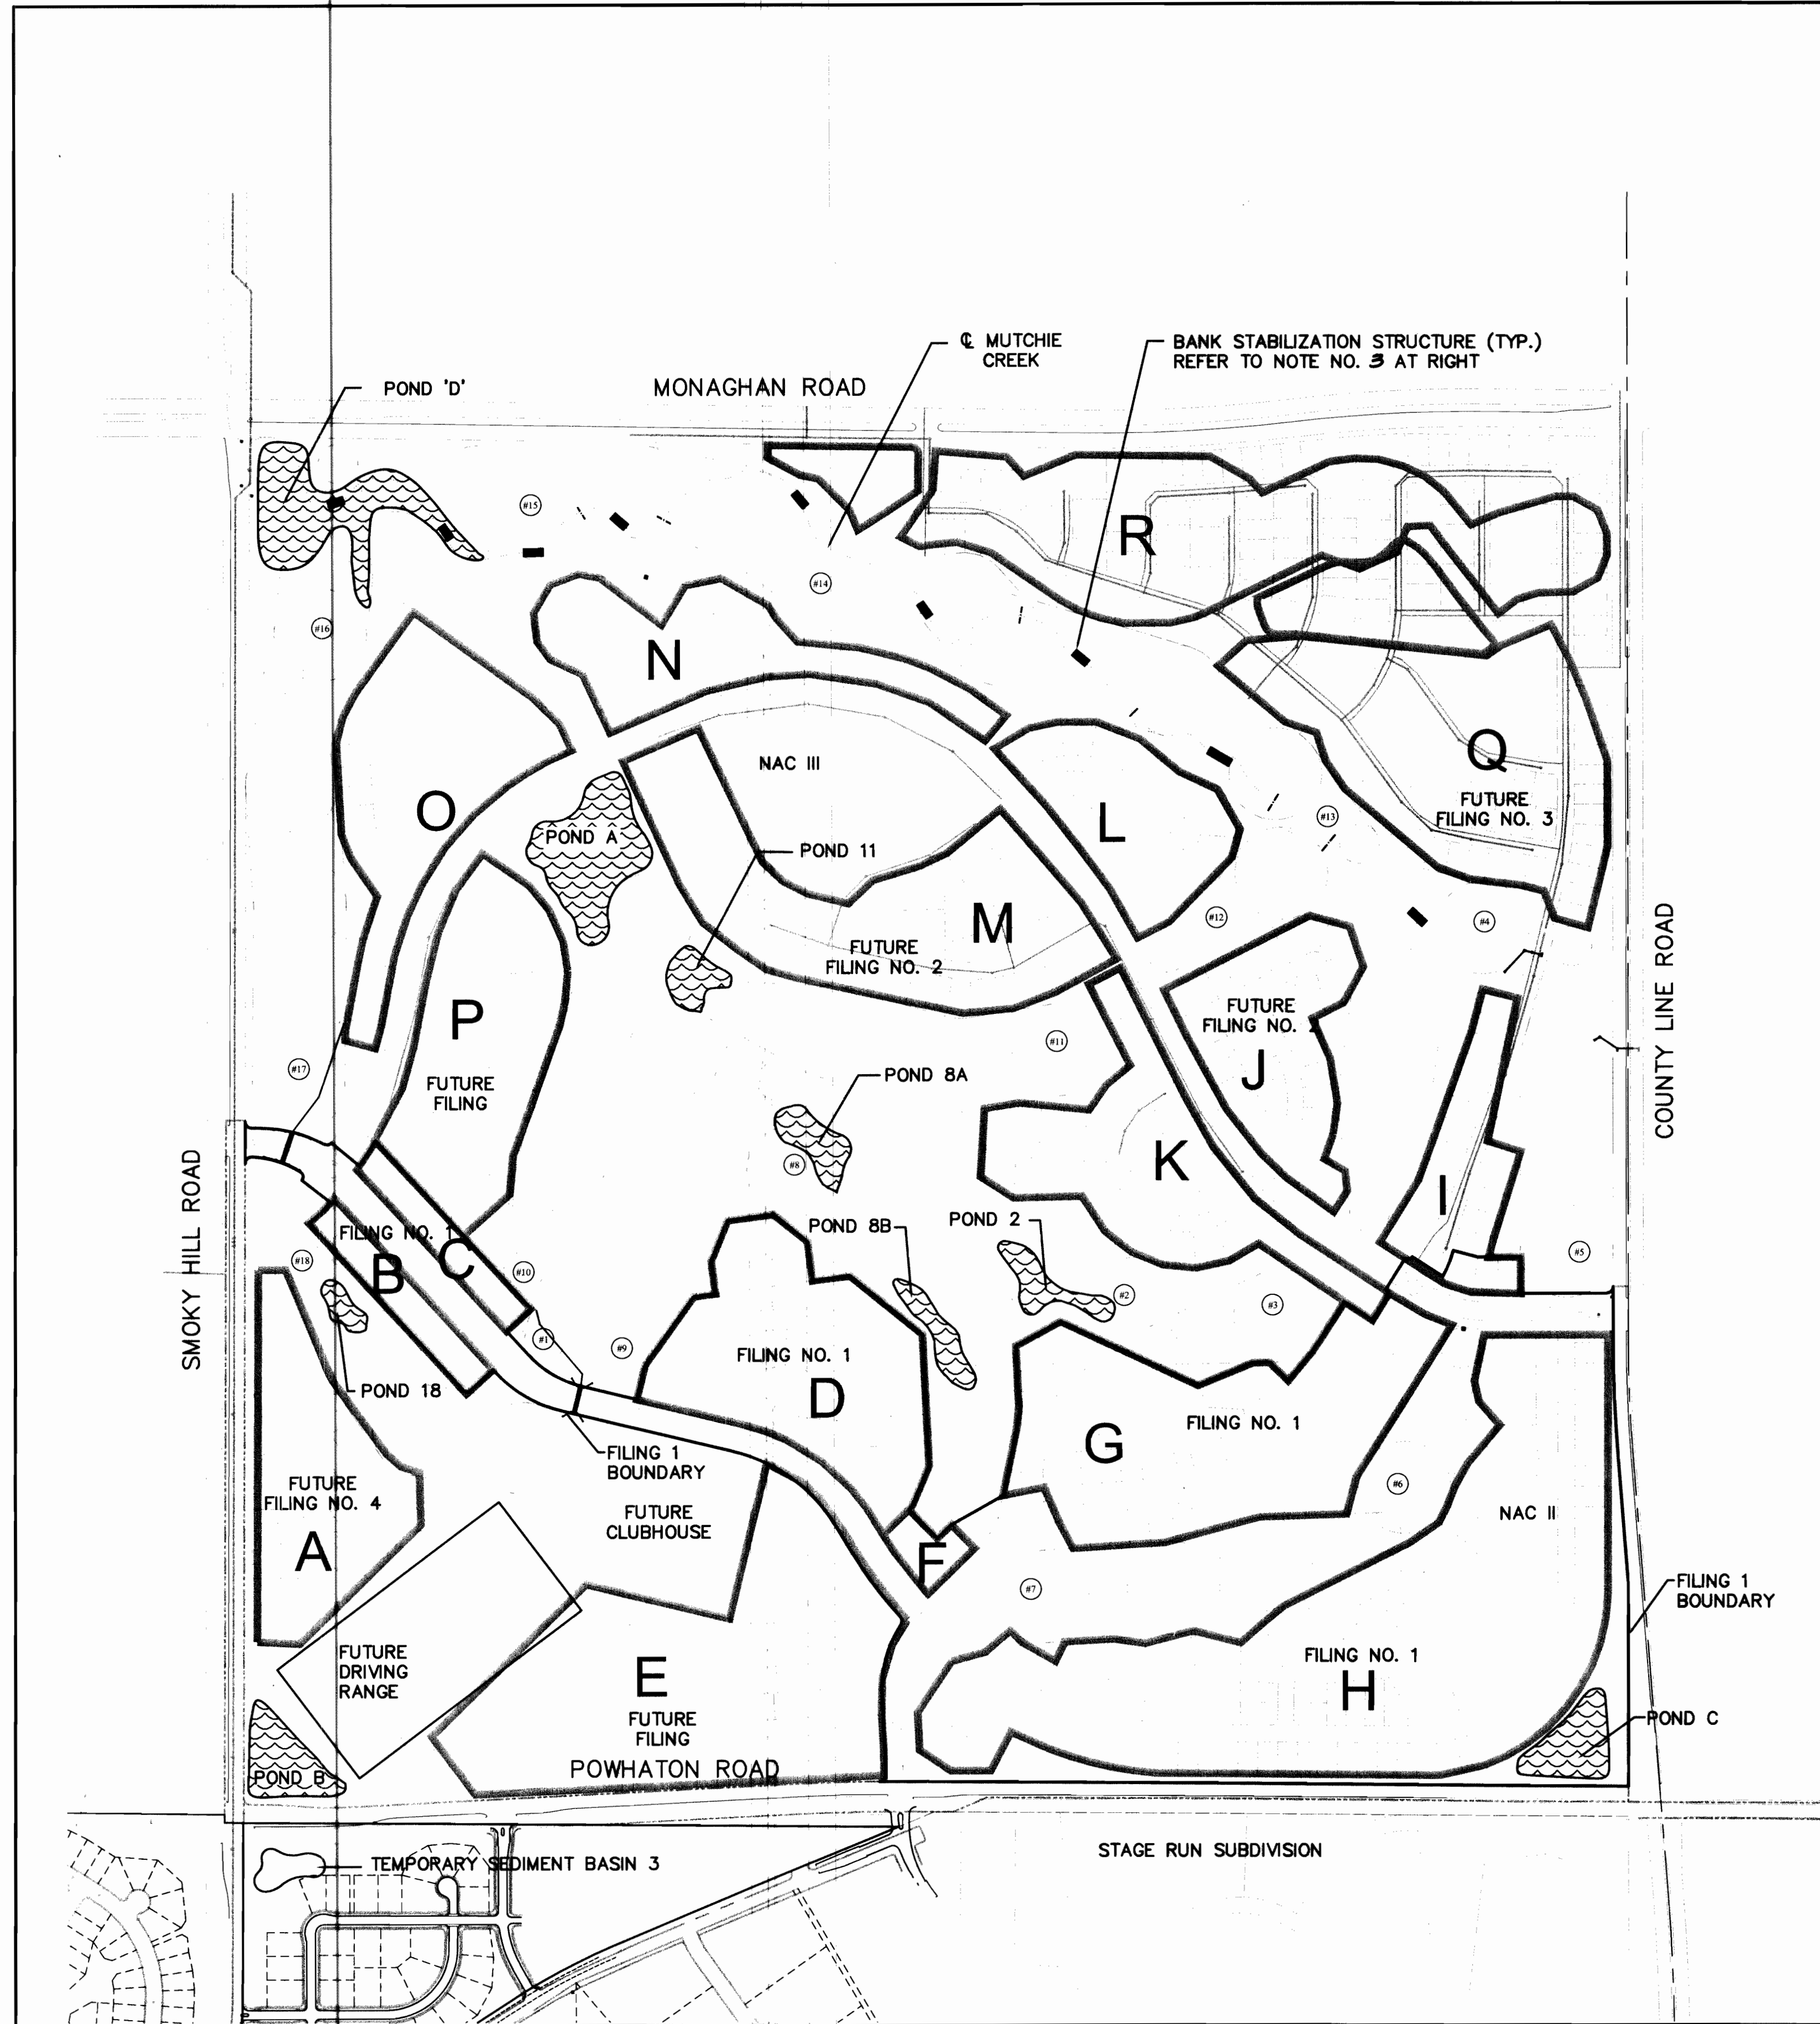 ℄ MUTCHIE
CREEK
BANK STABILIZATION STRUCTURE (TYP.)
REFER TO NOTE NO. 3 AT RIGHT
POND 'D'
MONAGHAN ROAD
#15
R
#14
#16
N
NAC III
Q
FUTURE
FILING NO. 3
O
L
#13
POND A
POND 11
M
#12
#4
FUTURE
FILING NO. 2
COUNTY LINE ROAD
P
FUTURE
FILING NO.
J
#11
#17
FUTURE
FILING
POND 8A
#8
K
SMOKY HILL ROAD
I
FILING NO. 1
POND 8B
POND 2
#18
B
C
#10
#5
#2
#3
#1
#9
FILING NO. 1
D
POND 18
FILING NO. 1
G
FILING 1
BOUNDARY
FUTURE
FILING NO. 4
#6
NAC II
FUTURE
CLUBHOUSE
A
F
#7
FILING 1
BOUNDARY
FUTURE
DRIVING
RANGE
E
FILING NO. 1
H
FUTURE
FILING
POND C
POWHATON ROAD
POND B
STAGE RUN SUBDIVISION
TEMPORARY SEDIMENT BASIN 3